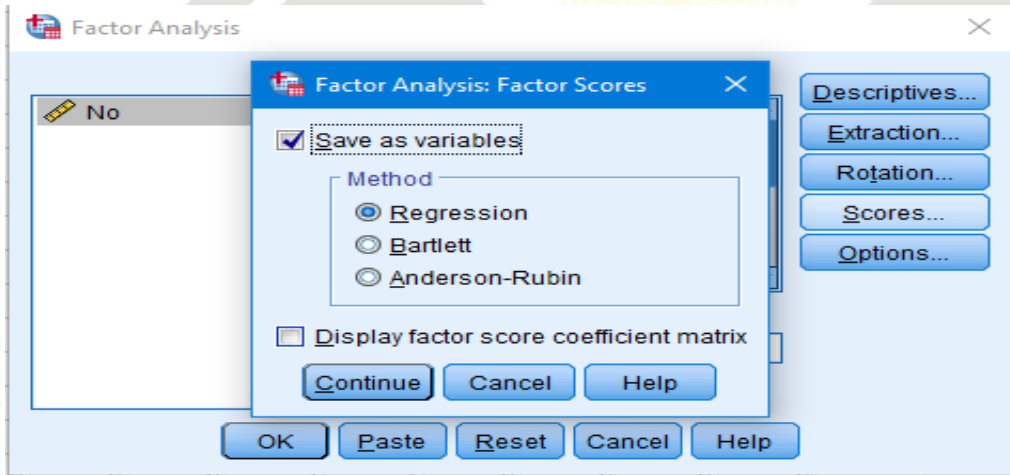 Factor Analysis
No
Factor Analysis: Factor Scores
Save as variables
Method
Regression
Bartlett
Anderson-Rubin
Display factor score coefficient matrix
Continue Cancel Help
Descriptives...
Extraction...
Rotation...
Scores...
Options...
OK Paste Reset Cancel Help